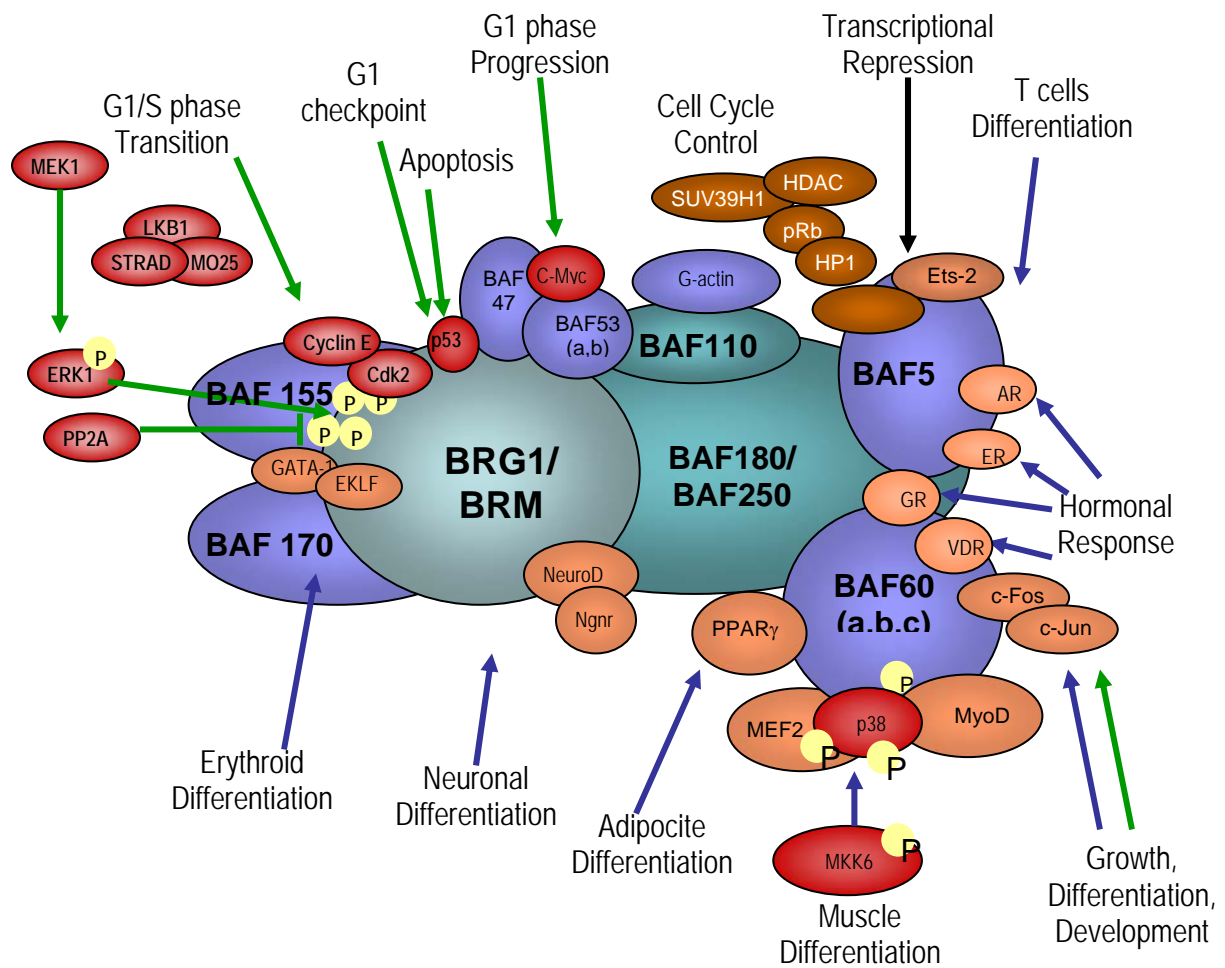 G1 phase
Progression
Transcriptional
Repression
G1
checkpoint
G1/S phase
Transition
Cell Cycle
Control
T cells
Differentiation
Apoptosis
MEK1
HDAC
SUV39H1
LKB1
pRb
STRAD
MO25
HP1
BAF
47
C-Myc
G-actin
Ets-2
Cyclin E
p53
BAF53
(a,b)
BAF110
P
ERK1
Cdk2
BAF5
BAF 155
P
P
AR
PP2A
P
P
GATA-1
EKLF
BRG1/
BRM
BAF180/
BAF250
ER
GR
Hormonal
Response
BAF 170
VDR
NeuroD
Ngnr
BAF60
(a.b.c)
c-Fos
c-Jun
PPARγ
P
MEF2
p38
MyoD
P
P
Erythroid
Differentiation
Neuronal
Differentiation
Adipocite
Differentiation
MKK6
P
Muscle
Differentiation
Growth,
Differentiation,
Development